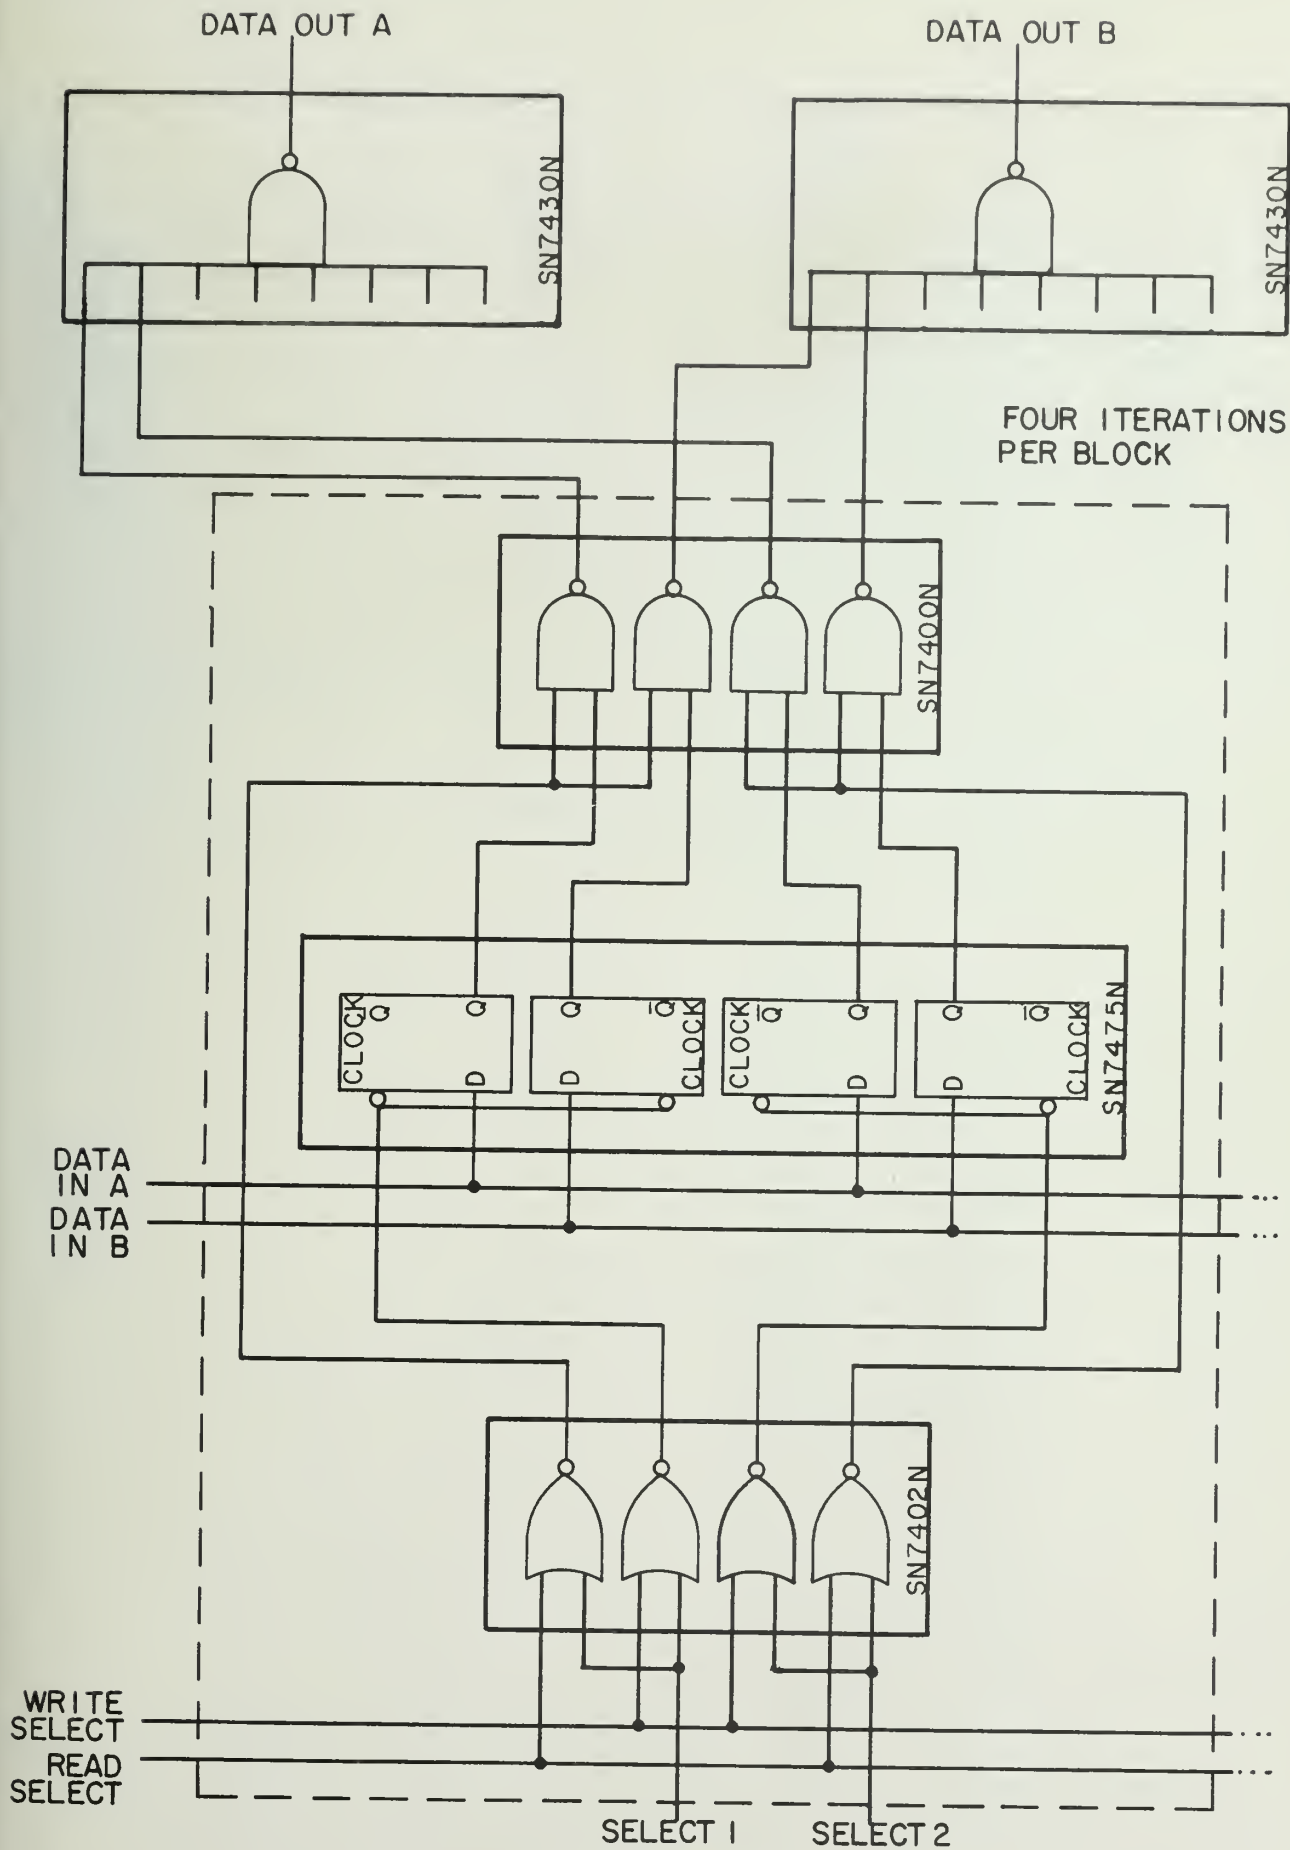 DATA OUT A
DATA OUT B
SN7430N
SN7430N
FOUR ITERATIONS
PER BLOCK
SN7400N
CLOCK
Q̅
Q
D
Q
Q̅
D
CLOCK
CLOCK
Q̅
Q
D
Q
Q̅
D
CLOCK
SN7475N
DATA
IN A
DATA
IN B
...
...
SN7402N
WRITE
SELECT
READ
SELECT
....
....
SELECT 1
SELECT 2